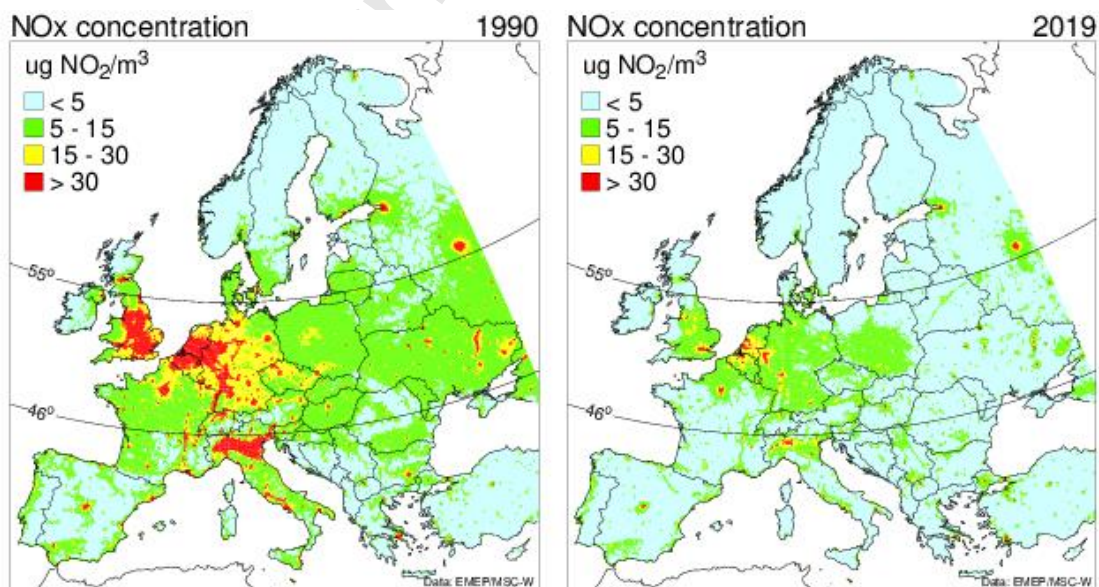 NOx concentration 1990
ug NO₂/m³
< 5
5 - 15
15 - 30
> 30
55º
46º
Data: EMEP/MSC-W
NOx concentration 2019
ug NO₂/m³
< 5
5 - 15
15 - 30
> 30
55º
46º
Data: EMEP/MSC-W